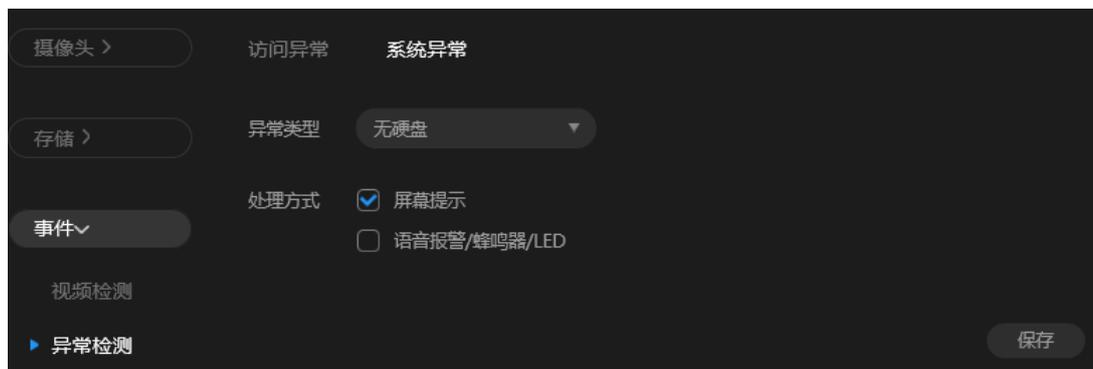 摄像头 >
访问异常 系统异常
存储 >
异常类型 无硬盘
处理方式 屏幕提示
事件
语音报警/蜂鸣器/LED
视频检测
异常检测
保存